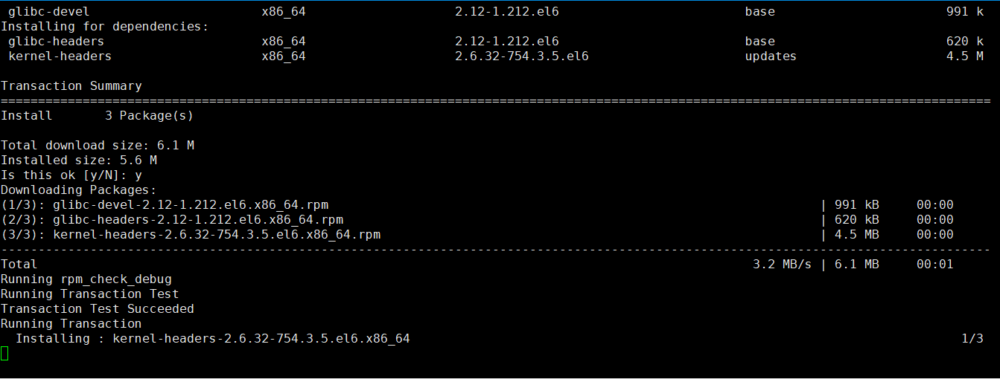 glibc-devel x86_64 2.12-1.212.el6 base 991 k
Installing for dependencies:
glibc-headers x86_64 2.12-1.212.el6 base 620 k
kernel-headers x86_64 2.6.32-754.3.5.el6 updates 4.5 M
Transaction Summary
=====================================================================================================================================
Install 3 Package(s)
Total download size: 6.1 M
Installed size: 5.6 M
Is this ok [y/N]: y
Downloading Packages:
(1/3): glibc-devel-2.12-1.212.el6.x86_64.rpm | 991 kB 00:00
(2/3): glibc-headers-2.12-1.212.el6.x86_64.rpm | 620 kB 00:00
(3/3): kernel-headers-2.6.32-754.3.5.el6.x86_64.rpm | 4.5 MB 00:00
-------------------------------------------------------------------------------------------------------------------------------------
Total 3.2 MB/s | 6.1 MB 00:01
Running rpm_check_debug
Running Transaction Test
Transaction Test Succeeded
Running Transaction
Installing : kernel-headers-2.6.32-754.3.5.el6.x86_64 1/3